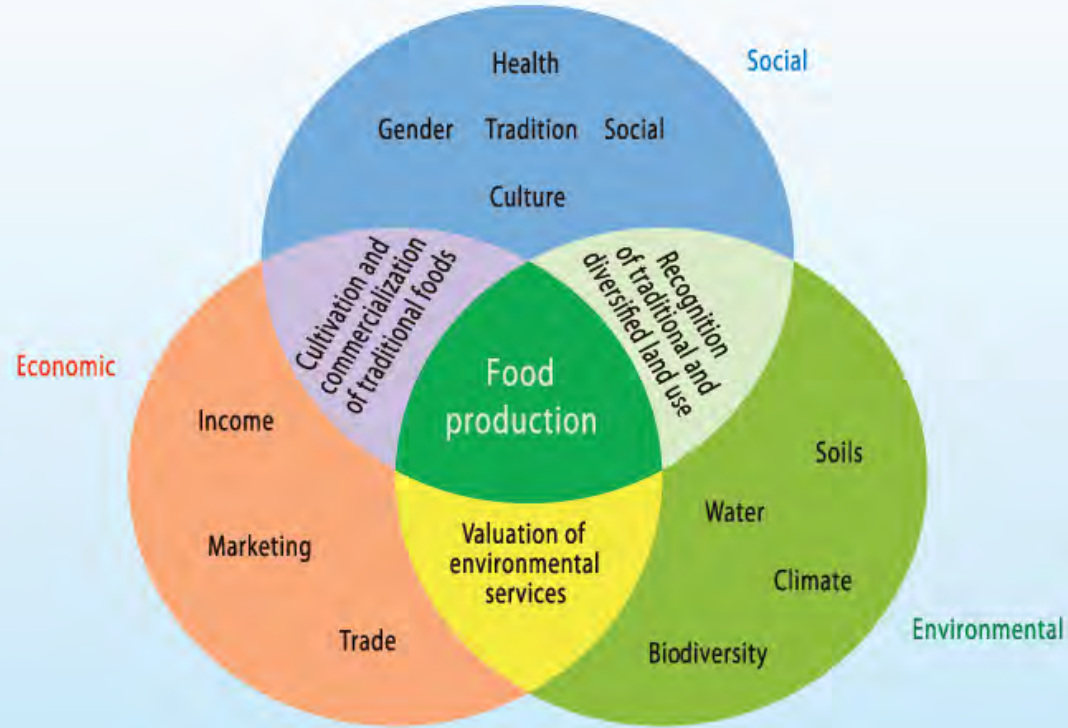 Health
Social
Gender Tradition Social
Culture
Cultivation and
commercialization
of traditional foods
Recognition
of traditional and
diversified land use
Economic
Food
production
Income
Soils
Water
Marketing
Valuation of
environmental
services
Climate
Trade
Biodiversity
Environmental